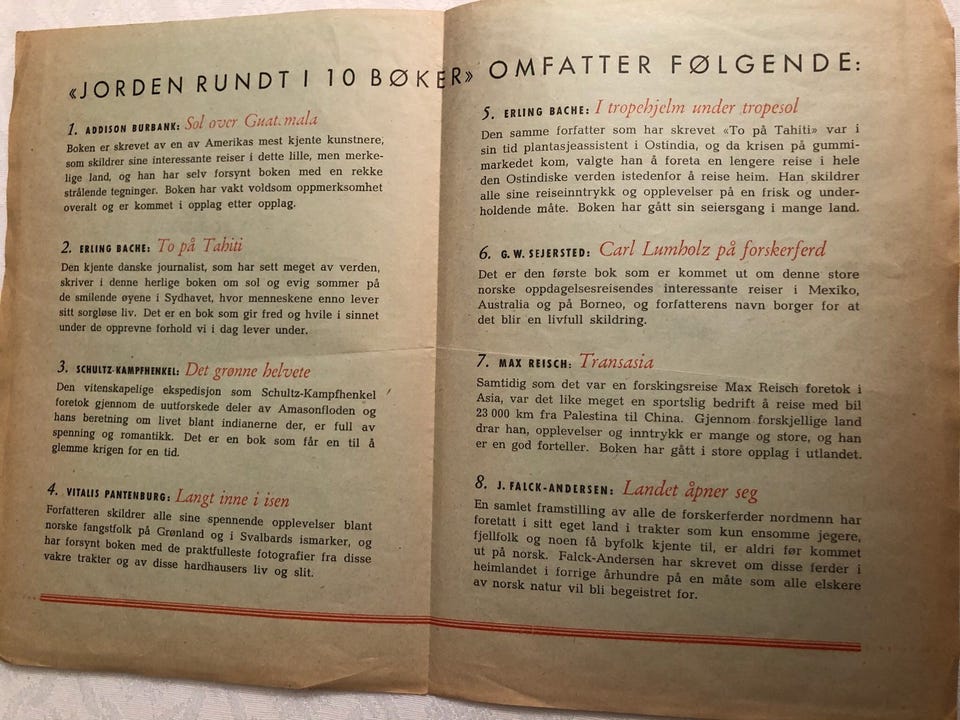 «JORDEN RUNDT I 10 BØKER» OMFATTER FØLGENDE:
1. ADDISON BURBANK: Sol over Guatemala
Boken er skrevet av en av Amerikas mest kjente kunstnere,
som skildrer sine interessante reiser i dette lille, men merke-
lige land, og han har selv forsynt boken med en rekke
strålende tegninger. Boken har vakt voldsom oppmerksomhet
overalt og er kommet i opplag etter opplag.
2. ERLING BACHE: To på Tahiti
Den kjente danske journalist, som har sett meget av verden,
skriver i denne herlige boken om sol og evig sommer på
de smilende øyene i Sydhavet, hvor menneskene enno lever
sitt sorgløse liv. Det er en bok som gir fred og hvile i sinnet
under de opprevne forhold vi i dag lever under.
3. SCHULTZ-KAMPFHENKEL: Det grønne helvete
Den vitenskapelige ekspedisjon som Schultz-Kampfhenkel
foretok gjennom de uutforskede deler av Amasonfloden og
hans beretning om livet blant indianerne der, er full av
spenning og romantikk. Det er en bok som får en til å
glemme krigen for en tid.
4. VITALIS PANTENBURG: Langt inne i isen
Forfatteren skildrer alle sine spennende opplevelser blant
norske fangstfolk på Grønland og i Svalbards ismarker, og
har forsynt boken med de praktfulleste fotografier fra disse
vakre trakter og av disse hardhausers liv og slit.
5. ERLING BACHE: I tropehjelm under tropesol
Den samme forfatter som har skrevet «To på Tahiti» var i
sin tid plantasjeassistent i Ostindia, og da krisen på gummi-
markedet kom, valgte han å foreta en lengere reise i hele
den Ostindiske verden istedenfor å reise heim. Han skildrer
alle sine reiseinntrykk og opplevelser på en frisk og under-
holdende måte. Boken har gått sin seiersgang i mange land.
6. G. W. SEJERSTED: Carl Lumholz på forskerferd
Det er den første bok som er kommet ut om denne store
norske oppdagelsesreisendes interessante reiser i Mexiko,
Australia og på Borneo, og forfatterens navn borger for at
det blir en livfull skildring.
7. MAX REISCH: Transasia
Samtidig som det var en forskingsreise Max Reisch foretok i
Asia, var det like meget en sportslig bedrift å reise med bil
23 000 km fra Palestina til China. Gjennom forskjellige land
drar han, opplevelser og inntrykk er mange og store, og han
er en god forteller. Boken har gått i store opplag i utlandet.
8. J. FALCK-ANDERSEN: Landet åpner seg
En samlet framstilling av alle de forskerferder nordmenn har
foretatt i sitt eget land i trakter som kun ensomme jegere,
fjellfolk og noen få byfolk kjente til, er aldri før kommet
ut på norsk. Falck-Andersen har skrevet om disse ferder i
heimlandet i forrige århundre på en måte som alle elskere
av norsk natur vil bli begeistret for.